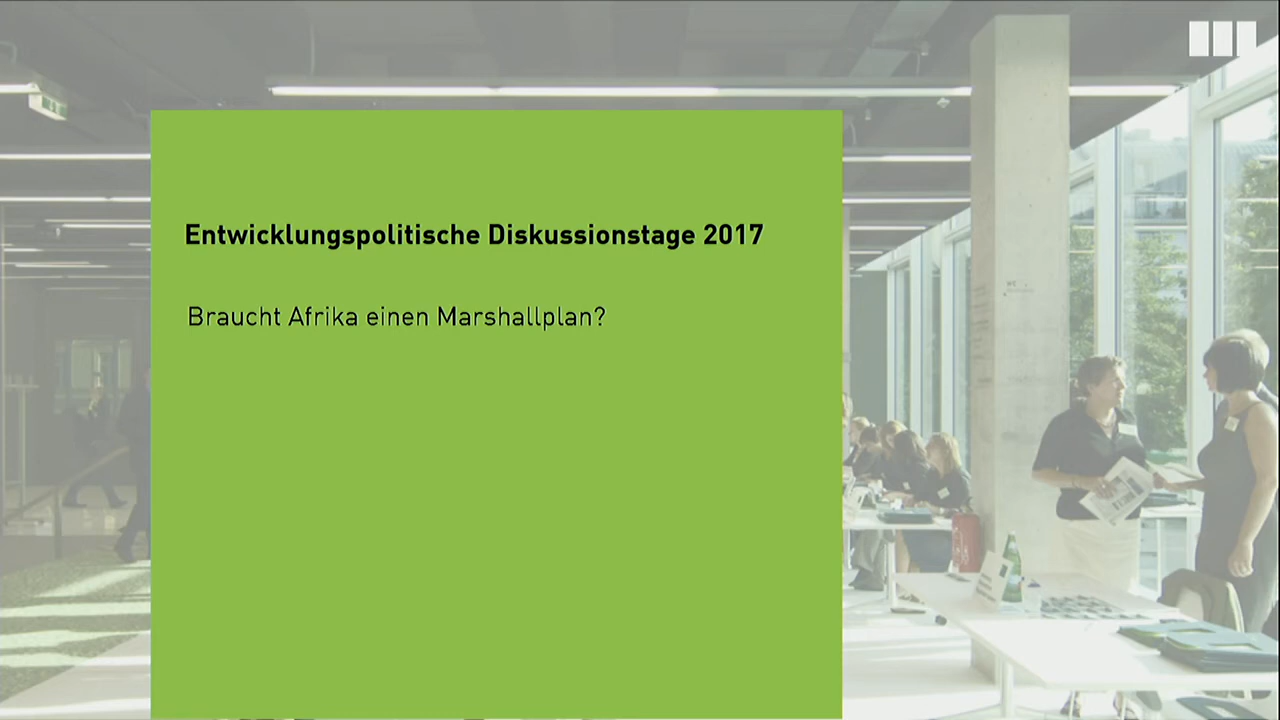 Entwicklungspolitische Diskussionstage 2017
Braucht Afrika einen Marshallplan?